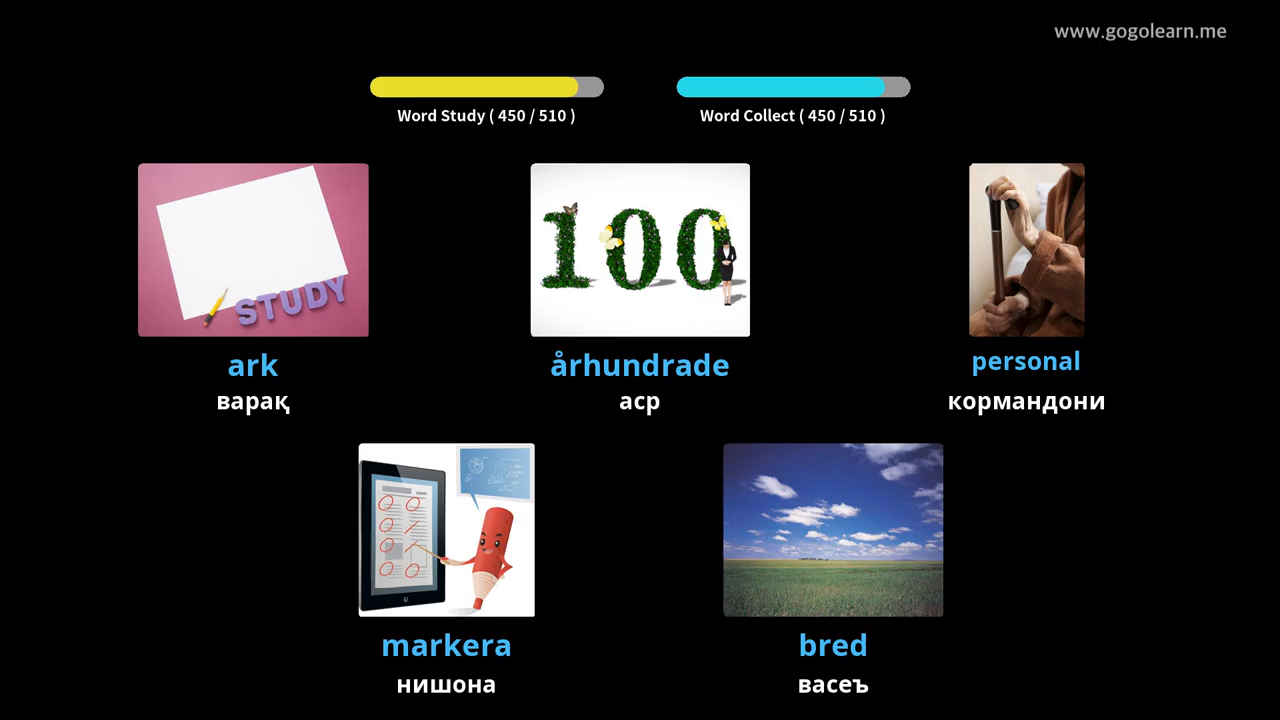 www.gogolearn.me
Word Study ( 450 / 510 )
Word Collect ( 450 / 510 )
STUDY
100
ark
варақ
århundrade
аср
personal
кормандони
markera
нишона
bred
васеъ